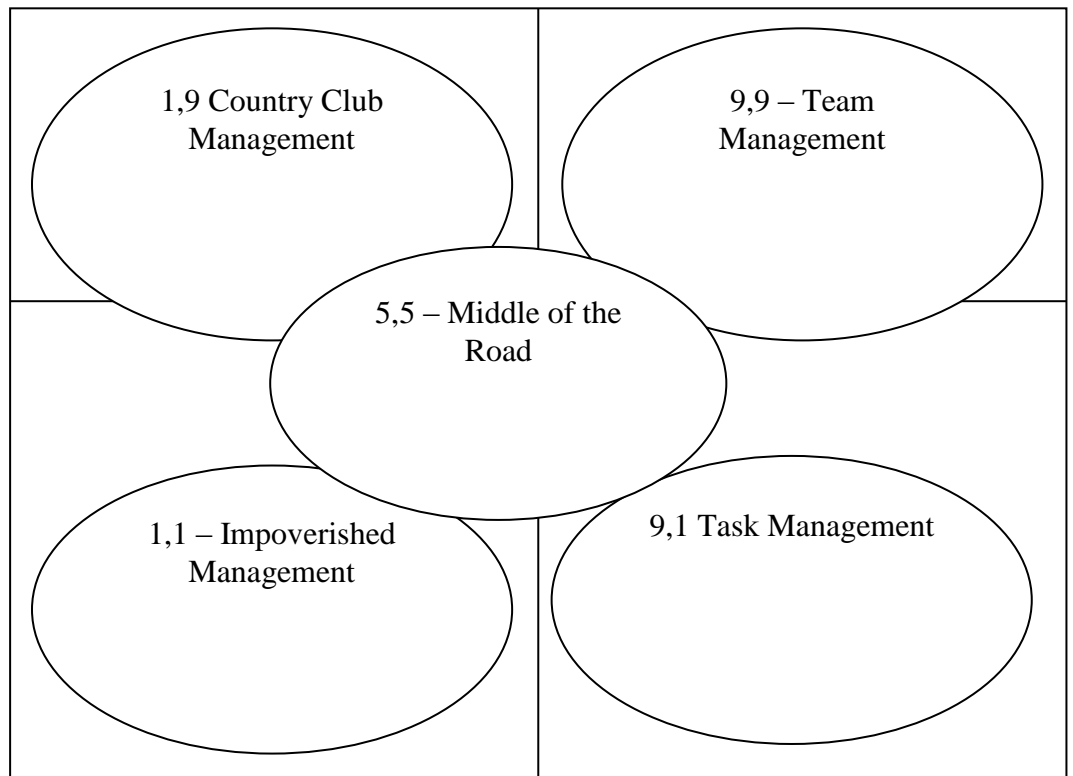 1,9 Country Club
Management
9,9 – Team
Management
5,5 – Middle of the
Road
1,1 – Impoverished
Management
9,1 Task Management